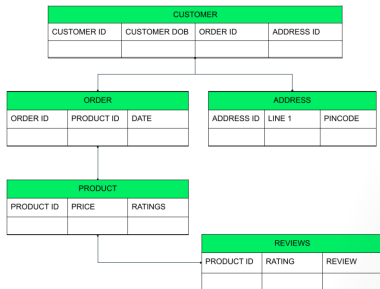 CUSTOMER
CUSTOMER ID CUSTOMER DOB ORDER ID ADDRESS ID
ORDER
ORDER ID PRODUCT ID DATE
ADDRESS
ADDRESS ID LINE 1 PINCODE
PRODUCT
PRODUCT ID PRICE RATINGS
REVIEWS
PRODUCT ID RATING REVIEW